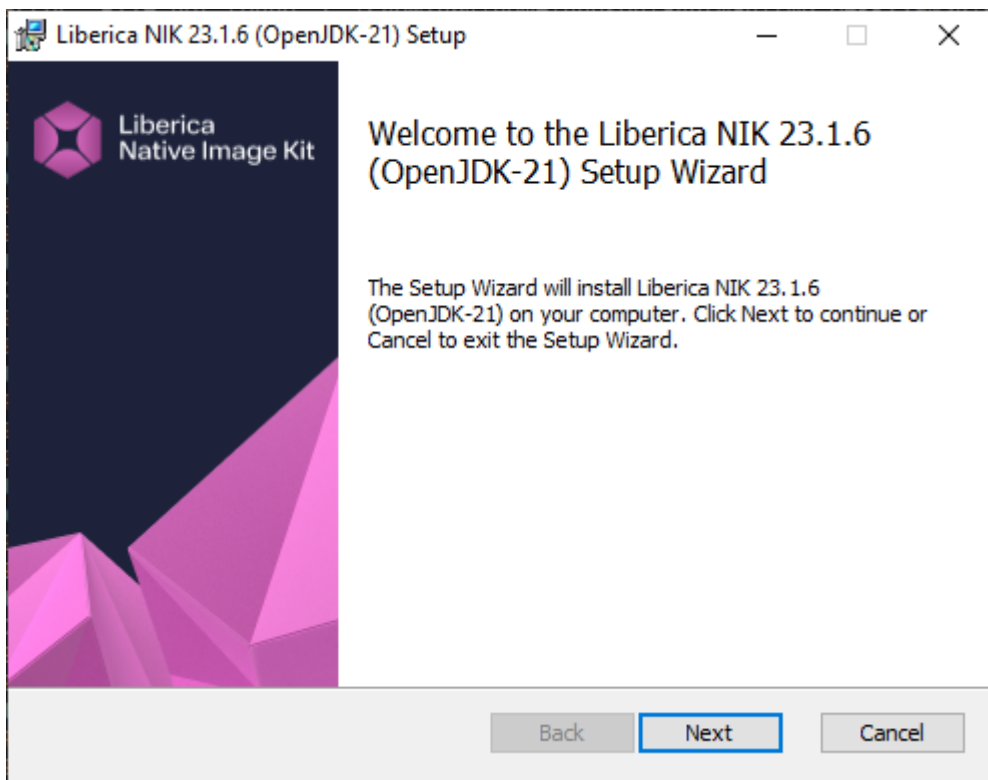 Liberica NIK 23.1.6 (OpenJDK-21) Setup
Liberica
Native Image Kit
Welcome to the Liberica NIK 23.1.6
(OpenJDK-21) Setup Wizard
The Setup Wizard will install Liberica NIK 23.1.6
(OpenJDK-21) on your computer. Click Next to continue or
Cancel to exit the Setup Wizard.
Back
Next
Cancel